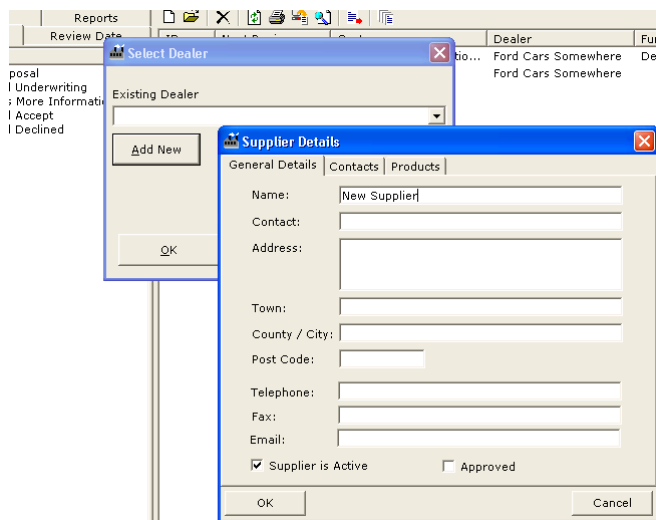 Reports
Review Date
Dealer
Ford Cars Somewhere
Ford Cars Somewhere
Underwriting
More
Accept
Declined
Select Dealer
Existing Dealer
Add New
OK
Supplier Details
General Details Contacts Products
Name: New Supplier
Contact:
Address:
Town:
County / City:
Post Code:
Telephone:
Fax:
Email:
Supplier is Active Approved
OK Cancel